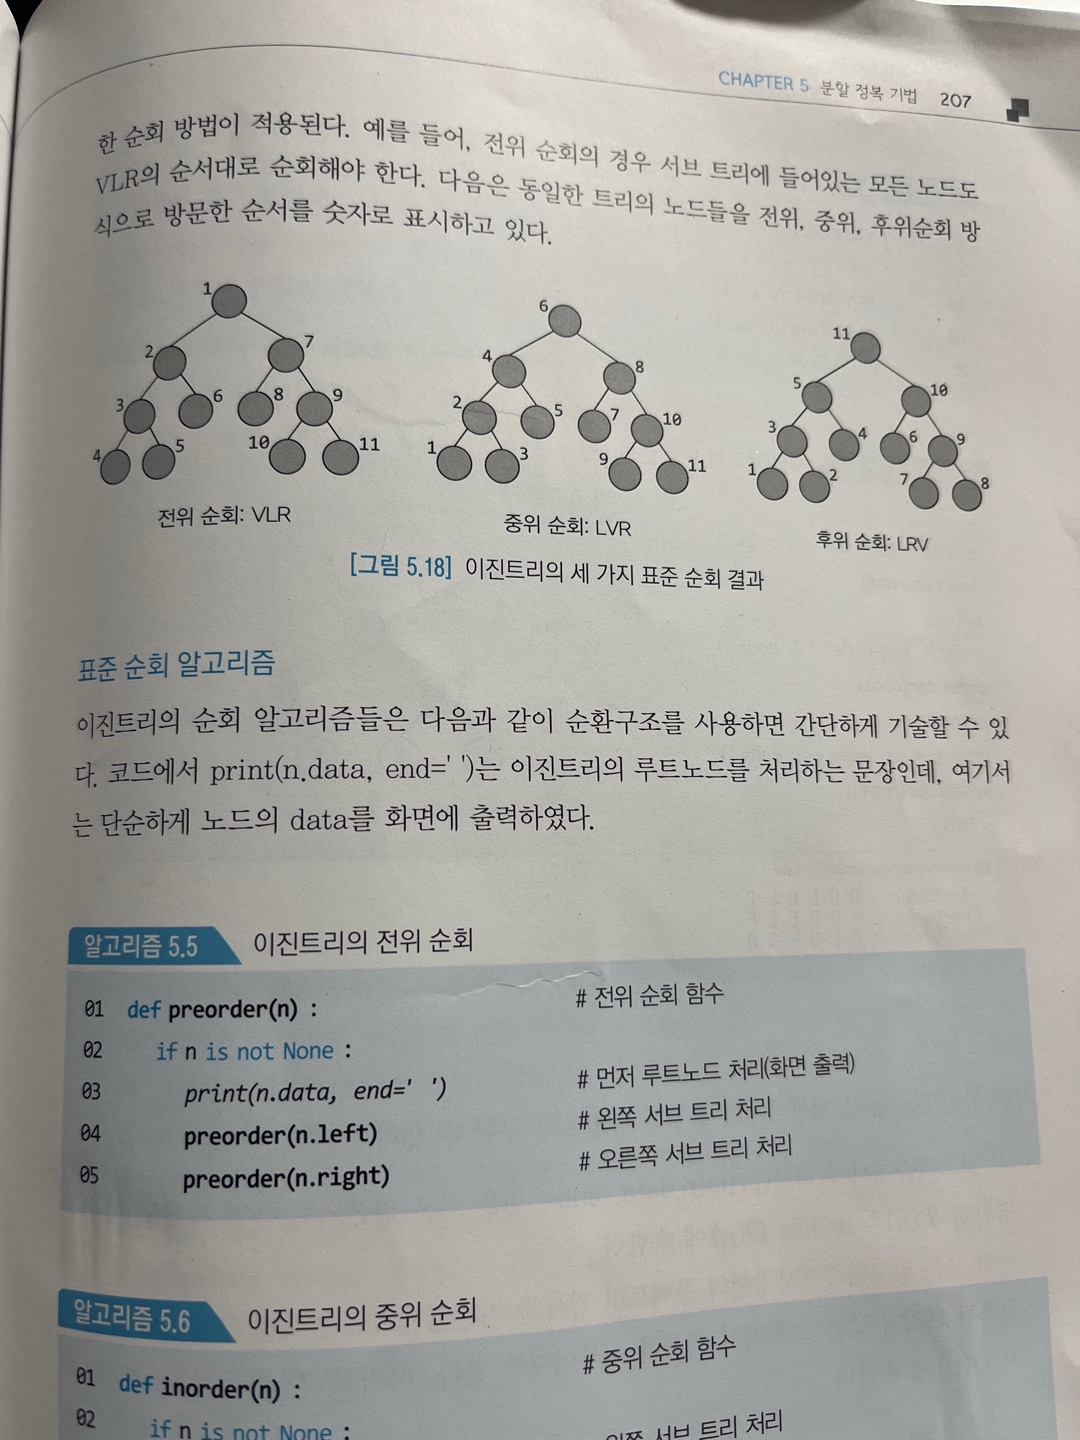 CHAPTER 5 분할 정복 기법 207
한 순회 방법이 적용된다. 예를 들어, 전위 순회의 경우 서브 트리에 들어있는 모든 노드도
VLR의 순서대로 순회해야 한다. 다음은 동일한 트리의 노드들을 전위, 중위, 후위순회 방
식으로 방문한 순서를 숫자로 표시하고 있다.
1
2 7
3 6 8 9
4 5 10 11
전위 순회: VLR
6
4 8
2 5 7 10
1 3 9 11
중위 순회: LVR
11
5 10
3 4 6 9
1 2 7 8
후위 순회: LRV
[그림 5.18] 이진트리의 세 가지 표준 순회 결과
표준 순회 알고리즘
이진트리의 순회 알고리즘들은 다음과 같이 순환구조를 사용하면 간단하게 기술할 수 있
다. 코드에서 print(n.data, end=' ')는 이진트리의 루트노드를 처리하는 문장인데, 여기서
는 단순하게 노드의 data를 화면에 출력하였다.
알고리즘 5.5 이진트리의 전위 순회
01 def preorder(n) : # 전위 순회 함수
02 if n is not None :
03 print(n.data, end=' ') # 먼저 루트노드 처리(화면 출력)
04 preorder(n.left) # 왼쪽 서브 트리 처리
05 preorder(n.right) # 오른쪽 서브 트리 처리
알고리즘 5.6 이진트리의 중위 순회
01 def inorder(n) : # 중위 순회 함수
02 if n is not None :
서브 트리 처리